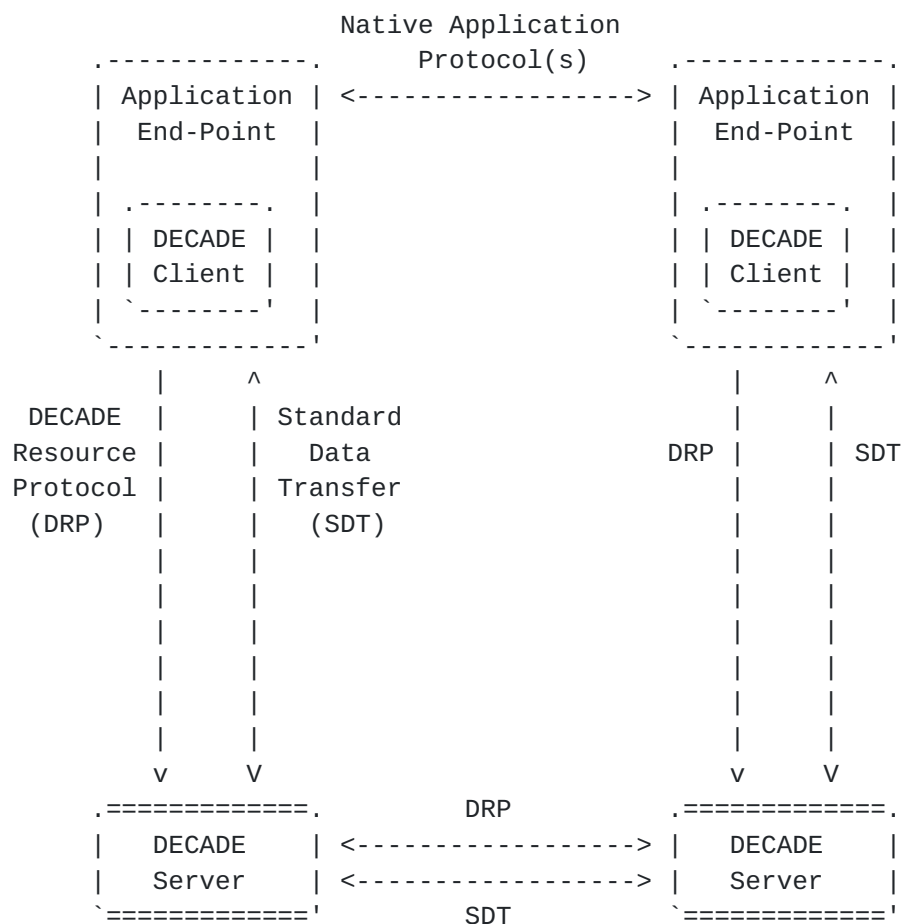 Native Application
Protocol(s)
Application
End-Point
Application
End-Point
DECADE
Client
DECADE
Client
DECADE
Resource
Protocol
(DRP)
Standard
Data
Transfer
(SDT)
DRP
SDT
DRP
DECADE
Server
DECADE
Server
SDT